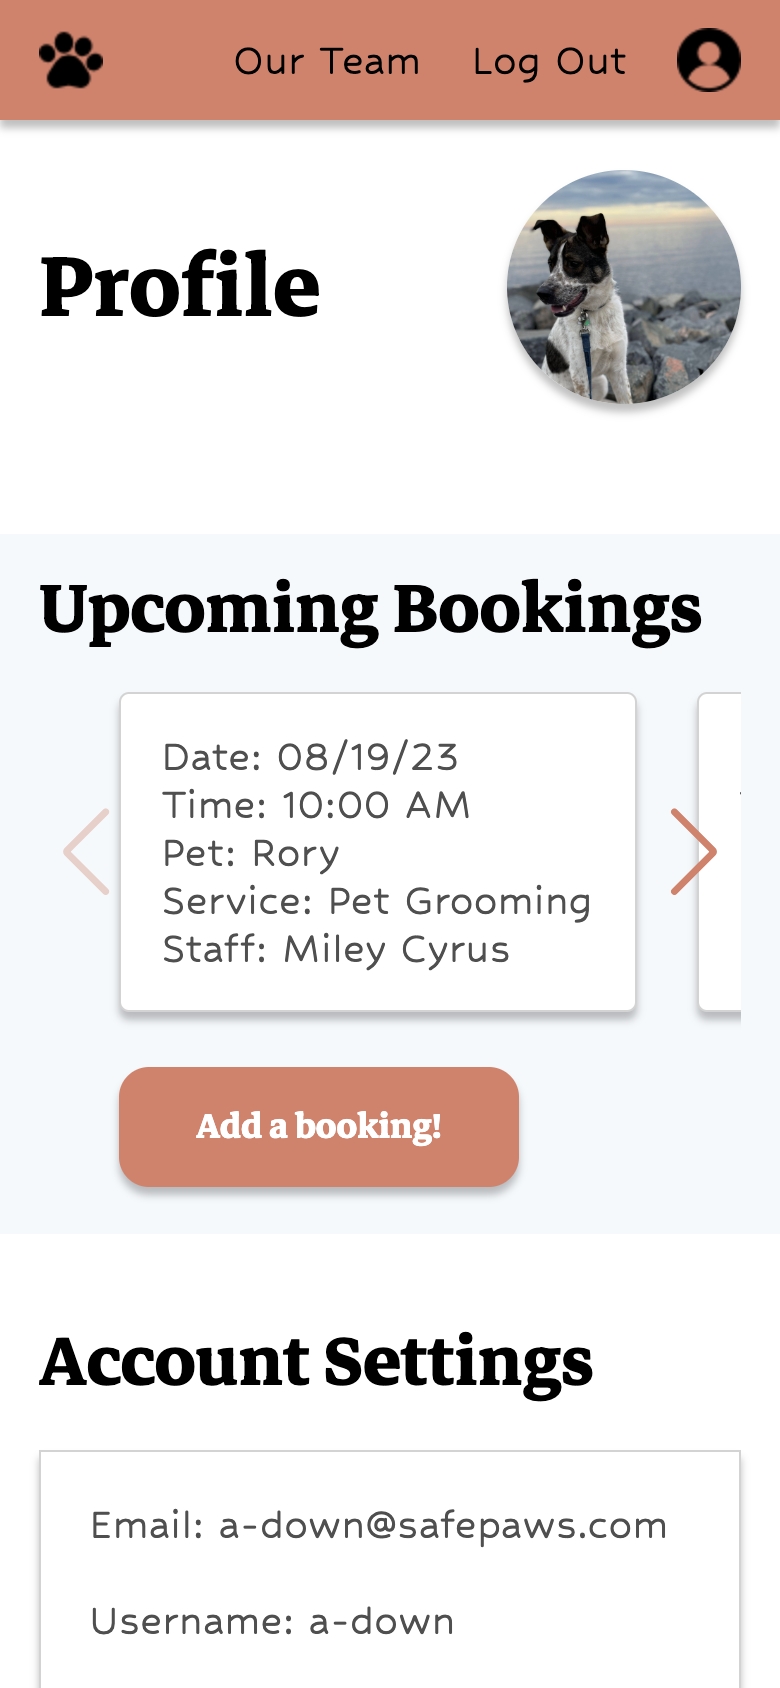 Our Team Log Out
Profile
Upcoming Bookings
Date: 08/19/23
Time: 10:00 AM
Pet: Rory
Service: Pet Grooming
Staff: Miley Cyrus
Add a booking!
Account Settings
Email: a-down@safepaws.com
Username: a-down